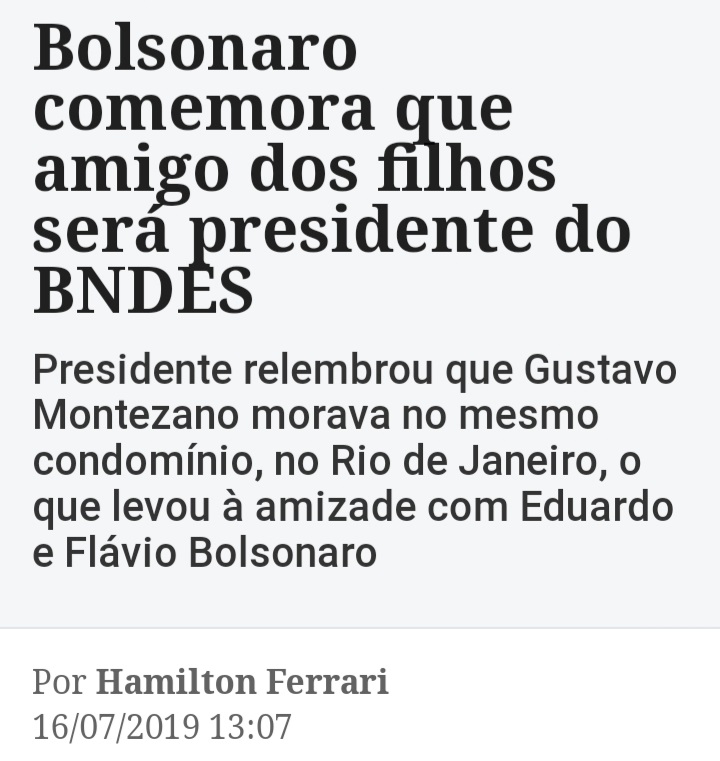 Bolsonaro
comemora que
amigo dos filhos
será presidente do
BNDES
Presidente relembrou que Gustavo
Montezano morava no mesmo
condomínio, no Rio de Janeiro, o
que levou à amizade com Eduardo
e Flávio Bolsonaro
Por Hamilton Ferrari
16/07/2019 13:07